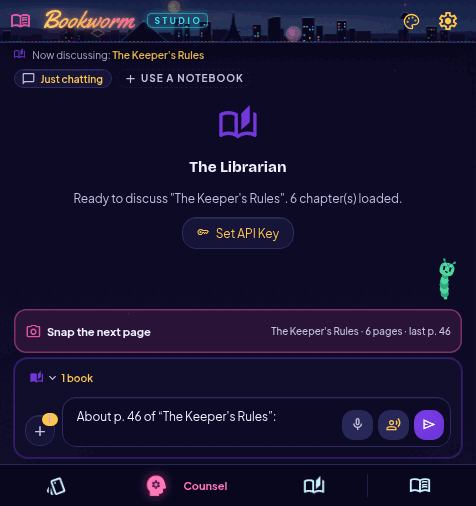 Bookworm STUDIO
Now discussing: The Keeper's Rules
Just chatting + USE A NOTEBOOK
The Librarian
Ready to discuss "The Keeper's Rules". 6 chapter(s) loaded.
Set API Key
Snap the next page The Keeper's Rules · 6 pages · last p. 46
1 book
About p. 46 of “The Keeper's Rules”:
Counsel